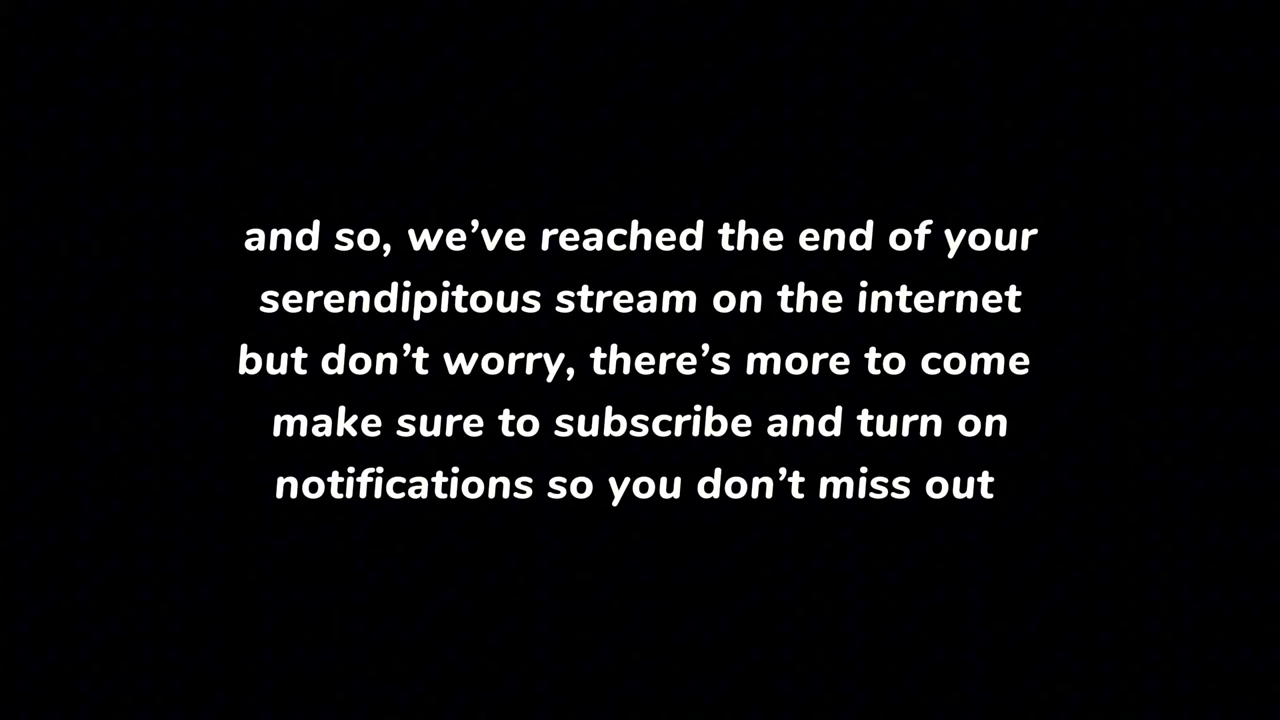 and so, we’ve reached the end of your
serendipitous stream on the internet
but don’t worry, there’s more to come
make sure to subscribe and turn on
notifications so you don’t miss out